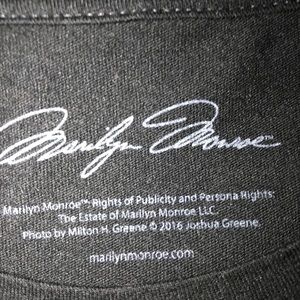 Marilyn Monroe
Marilyn Monroe™ Rights of Publicity and Persona Rights:
The Estate of Marilyn Monroe LLC.
Photo by Milton H. Greene © 2016 Joshua Greene.
marilynmonroe.com